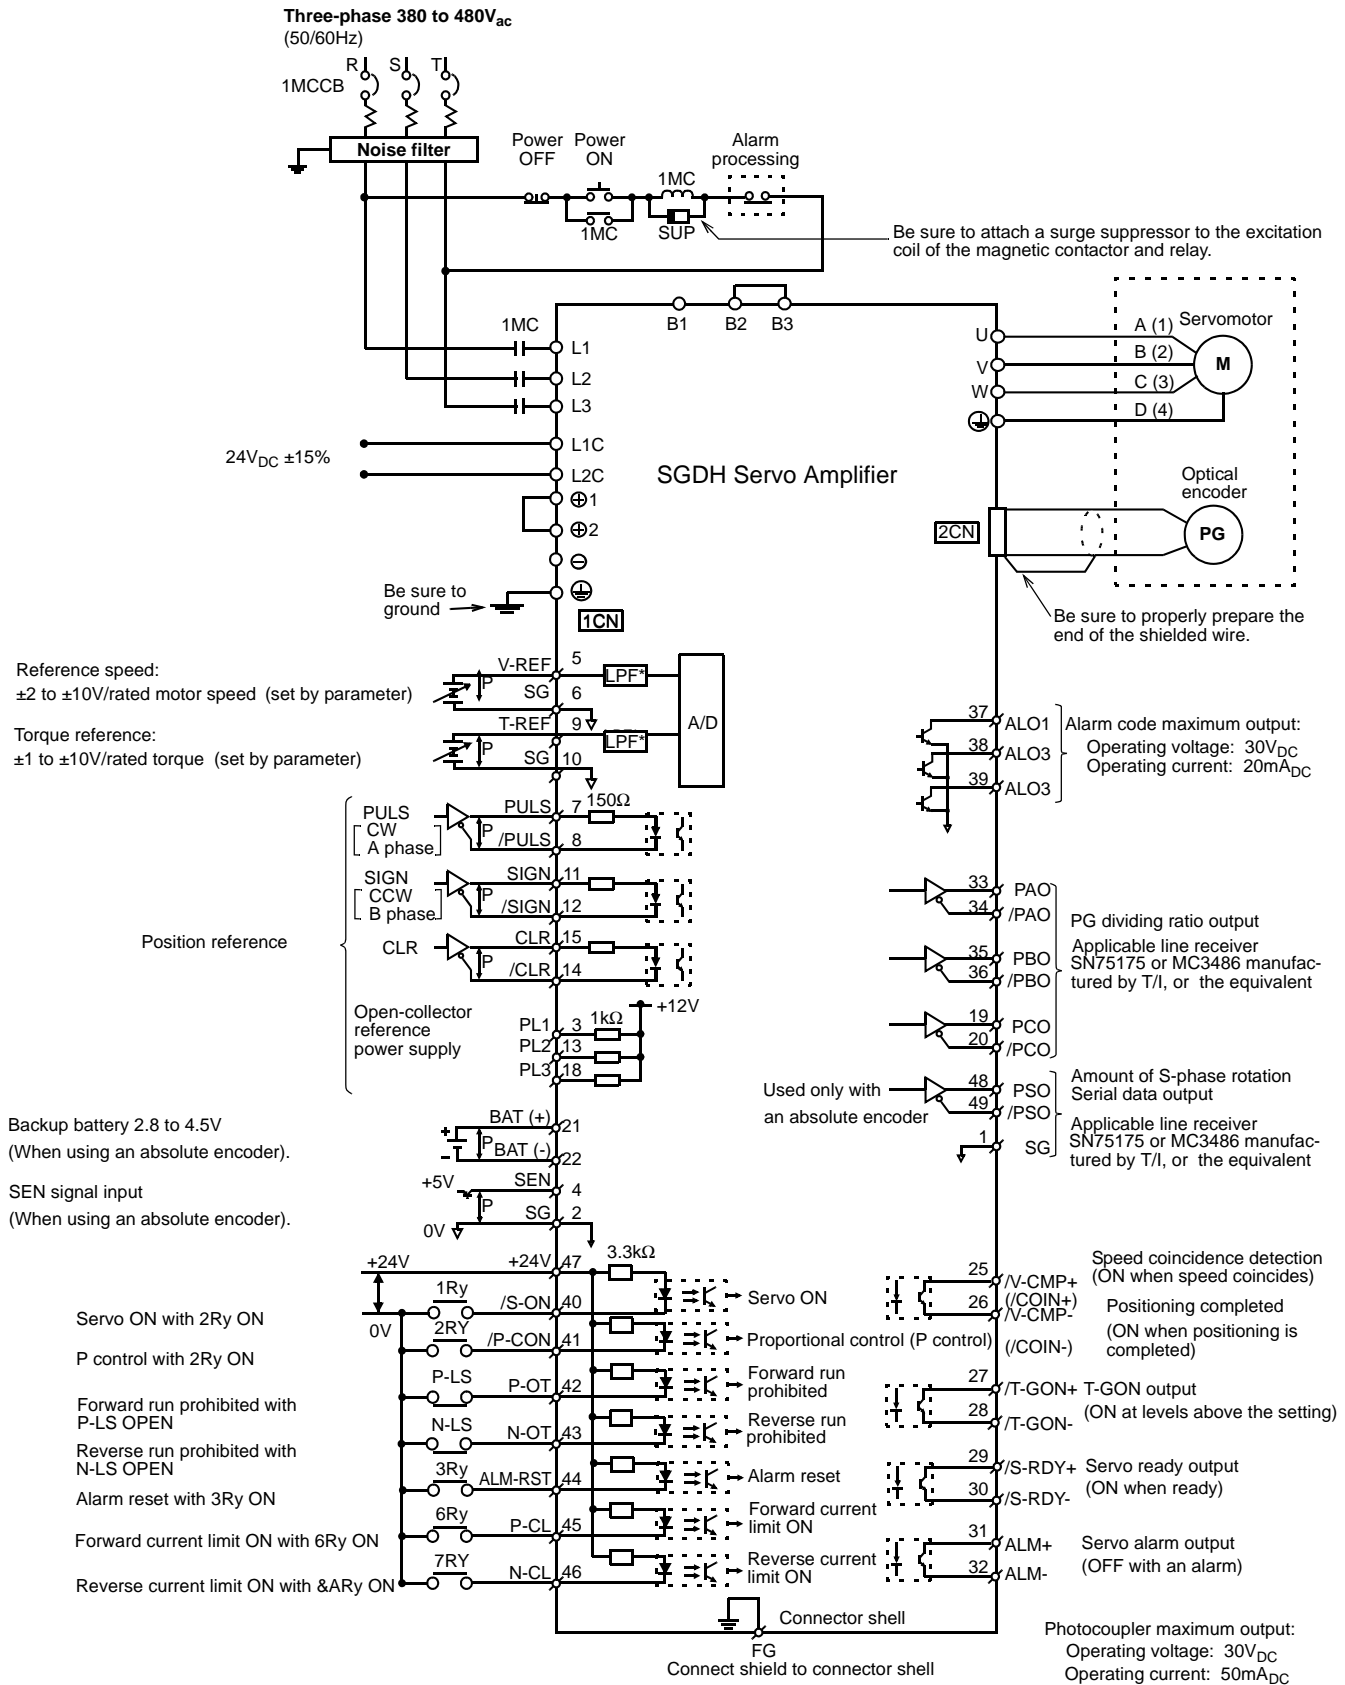 Three-phase 380 to 480Vac
(50/60Hz)
R S T
1MCCB
Noise filter
Power OFF
Power ON
Alarm processing
1MC
1MC
SUP
Be sure to attach a surge suppressor to the excitation
coil of the magnetic contactor and relay.
B1 B2 B3
1MC
L1
L2
L3
24VDC ±15%
L1C
L2C
⊕1
⊕2
⊖
Be sure to
ground
1CN
SGDH Servo Amplifier
U
V
W
A (1)
B (2)
C (3)
D (4)
Servomotor
M
Optical
encoder
2CN
PG
Be sure to properly prepare the
end of the shielded wire.
Reference speed:
±2 to ±10V/rated motor speed (set by parameter)
V-REF 5
P
SG 6
LPF*
Torque reference:
±1 to ±10V/rated torque (set by parameter)
T-REF 9
P
SG 10
LPF*
A/D
Position reference
PULS
CW
A phase
P
PULS 7
150Ω
/PULS 8
SIGN
CCW
B phase
P
SIGN 11
/SIGN 12
CLR
P
CLR 15
/CLR 14
Open-collector
reference
power supply
+12V
PL1 3
1kΩ
PL2 13
PL3 18
Backup battery 2.8 to 4.5V
(When using an absolute encoder).
+
-
P
BAT (+) 21
BAT (-) 22
SEN signal input
(When using an absolute encoder).
+5V
P
0V
SEN 4
SG 2
+24V
0V
+24V 47
3.3kΩ
Servo ON with 2Ry ON
1Ry
/S-ON 40
Servo ON
P control with 2Ry ON
2RY
/P-CON 41
Proportional control (P control)
Forward run prohibited with
P-LS OPEN
P-LS
P-OT 42
Forward run
prohibited
Reverse run prohibited with
N-LS OPEN
N-LS
N-OT 43
Reverse run
prohibited
Alarm reset with 3Ry ON
3Ry
ALM-RST 44
Alarm reset
Forward current limit ON with 6Ry ON
6Ry
P-CL 45
Forward current
limit ON
Reverse current limit ON with &ARy ON
7RY
N-CL 46
Reverse current
limit ON
37 ALO1
38 ALO3
39 ALO3
Alarm code maximum output:
Operating voltage: 30VDC
Operating current: 20mADC
33 PAO
34 /PAO
35 PBO
36 /PBO
19 PCO
20 /PCO
PG dividing ratio output
Applicable line receiver
SN75175 or MC3486 manufac-
tured by T/I, or the equivalent
Used only with
an absolute encoder
48 PSO
49 /PSO
1 SG
Amount of S-phase rotation
Serial data output
Applicable line receiver
SN75175 or MC3486 manufac-
tured by T/I, or the equivalent
25 /V-CMP+
(/COIN+)
26 /V-CMP-
(/COIN-)
Speed coincidence detection
(ON when speed coincides)
Positioning completed
(ON when positioning is
completed)
27 /T-GON+
28 /T-GON-
T-GON output
(ON at levels above the setting)
29 /S-RDY+
30 /S-RDY-
Servo ready output
(ON when ready)
31 ALM+
32 ALM-
Servo alarm output
(OFF with an alarm)
Connector shell
FG
Connect shield to connector shell
Photocoupler maximum output:
Operating voltage: 30VDC
Operating current: 50mADC